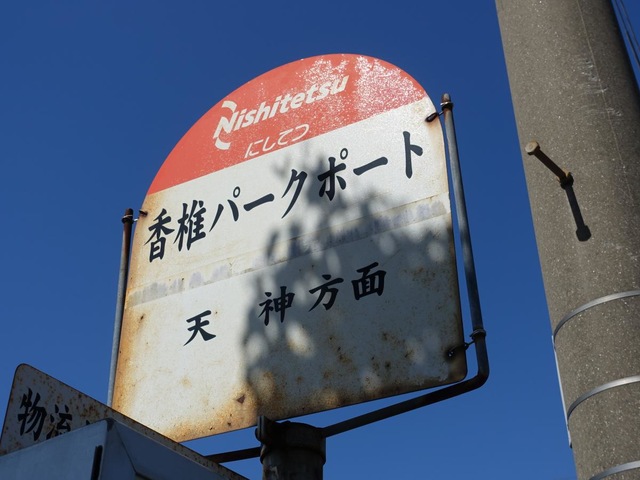 Nishitetsu
にしてつ
香椎パークポート
天神方面
物流